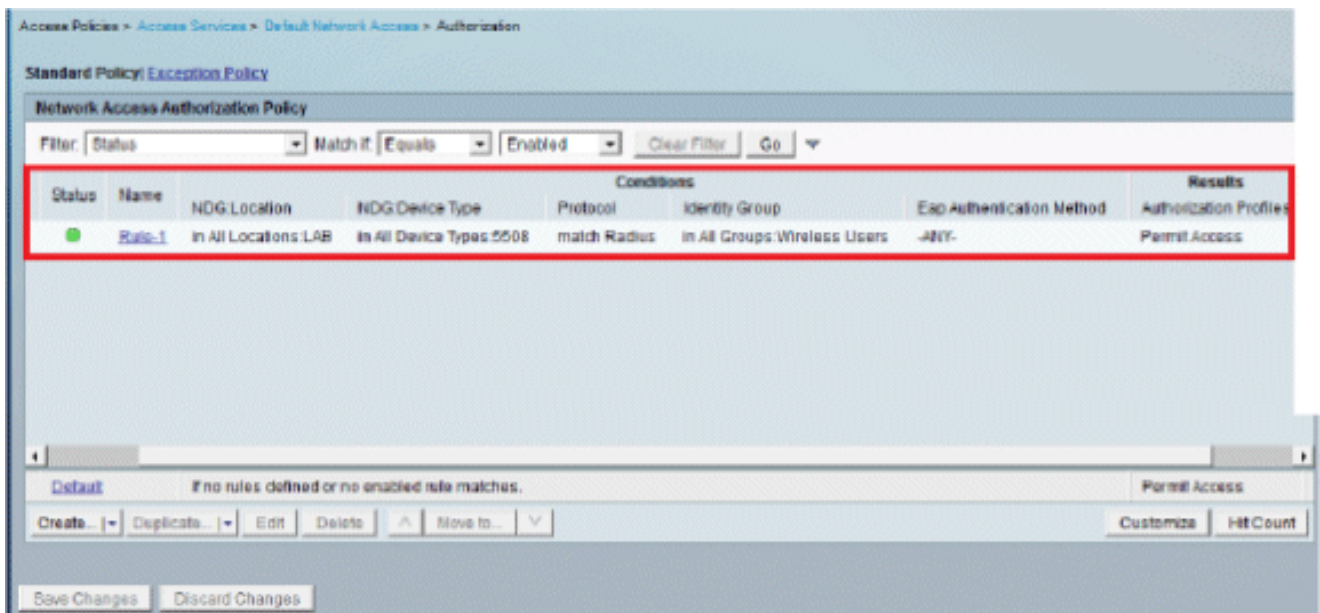 Access Policies > Access Services > Default Network Access > Authorization
Standard Policy| Exception Policy
Network Access Authorization Policy
Filter: Status Match if: Equals Enabled Clear Filter Go
Status Name Conditions Results
NDG:Location NDG:Device Type Protocol Identity Group Eap Authentication Method Authorization Profiles
Rule-1 in All Locations:LAB in All Device Types:5508 match Radius in All Groups:Wireless Users -ANY- Permit Access
Default If no rules defined or no enabled rule matches. Permit Access
Create... Duplicate... Edit Delete Move to... Customize Hit Count
Save Changes Discard Changes